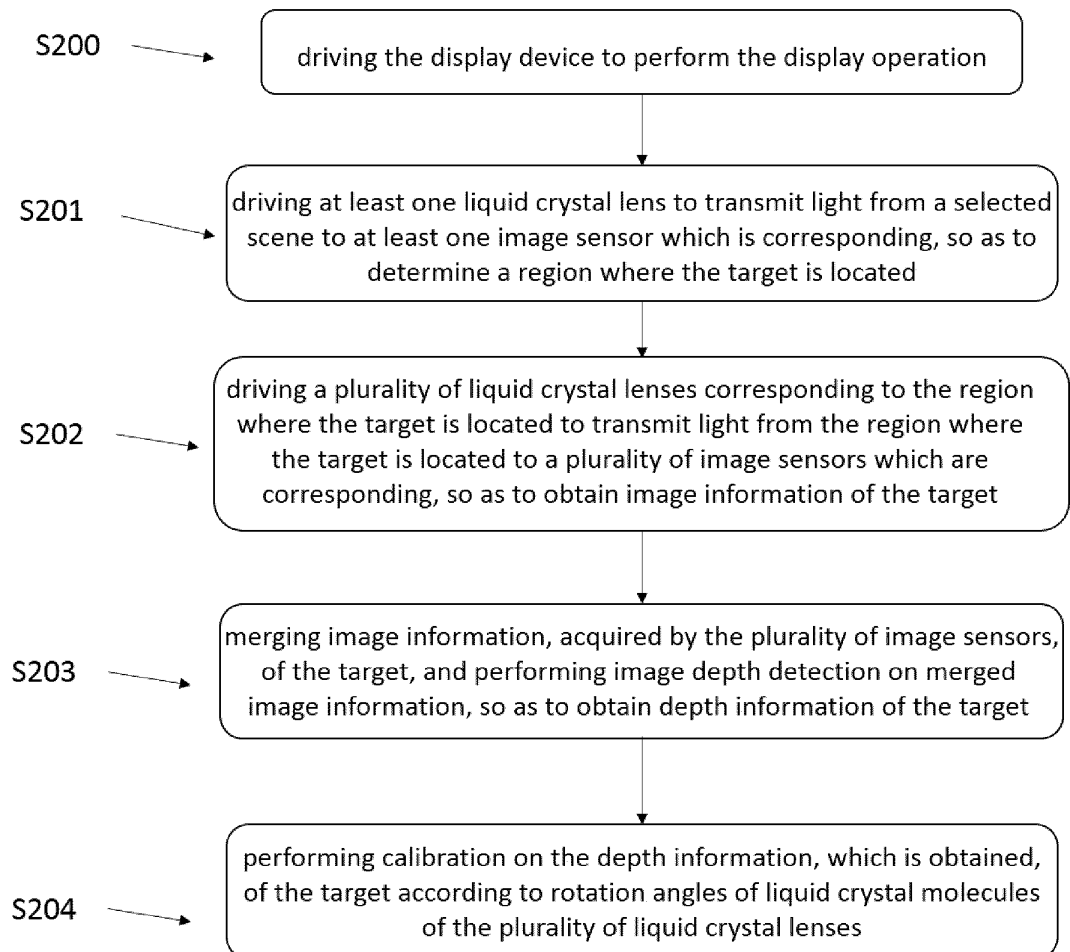 S200
driving the display device to perform the display operation
S201
driving at least one liquid crystal lens to transmit light from a selected
scene to at least one image sensor which is corresponding, so as to
determine a region where the target is located
S202
driving a plurality of liquid crystal lenses corresponding to the region
where the target is located to transmit light from the region where
the target is located to a plurality of image sensors which are
corresponding, so as to obtain image information of the target
S203
merging image information, acquired by the plurality of image sensors,
of the target, and performing image depth detection on merged
image information, so as to obtain depth information of the target
S204
performing calibration on the depth information, which is obtained,
of the target according to rotation angles of liquid crystal molecules
of the plurality of liquid crystal lenses